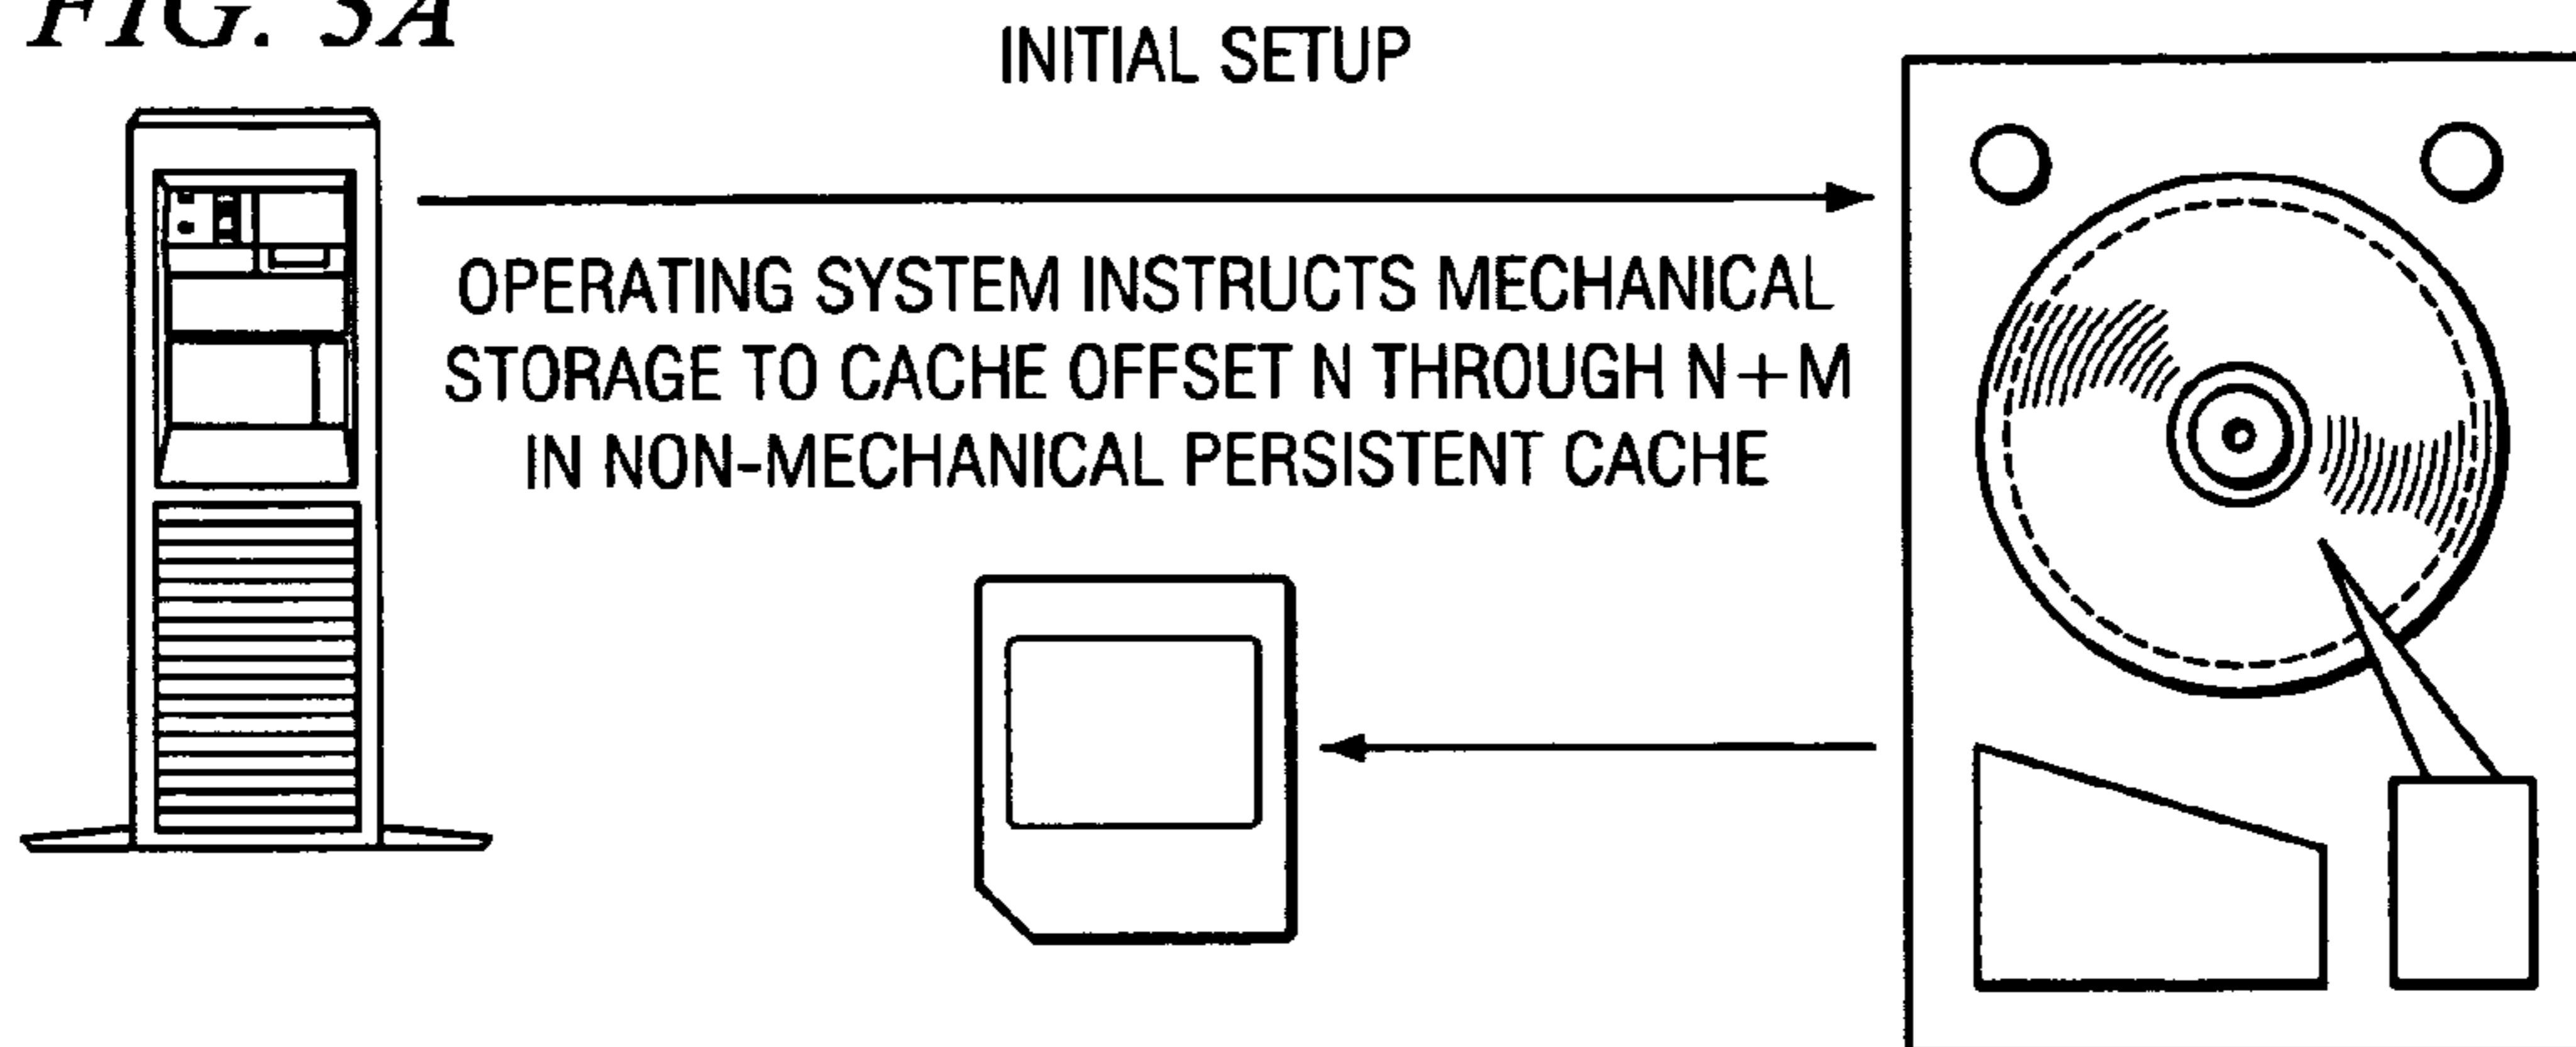 FIG. 3A
INITIAL SETUP
OPERATING SYSTEM INSTRUCTS MECHANICAL
STORAGE TO CACHE OFFSET N THROUGH N+M
IN NON-MECHANICAL PERSISTENT CACHE